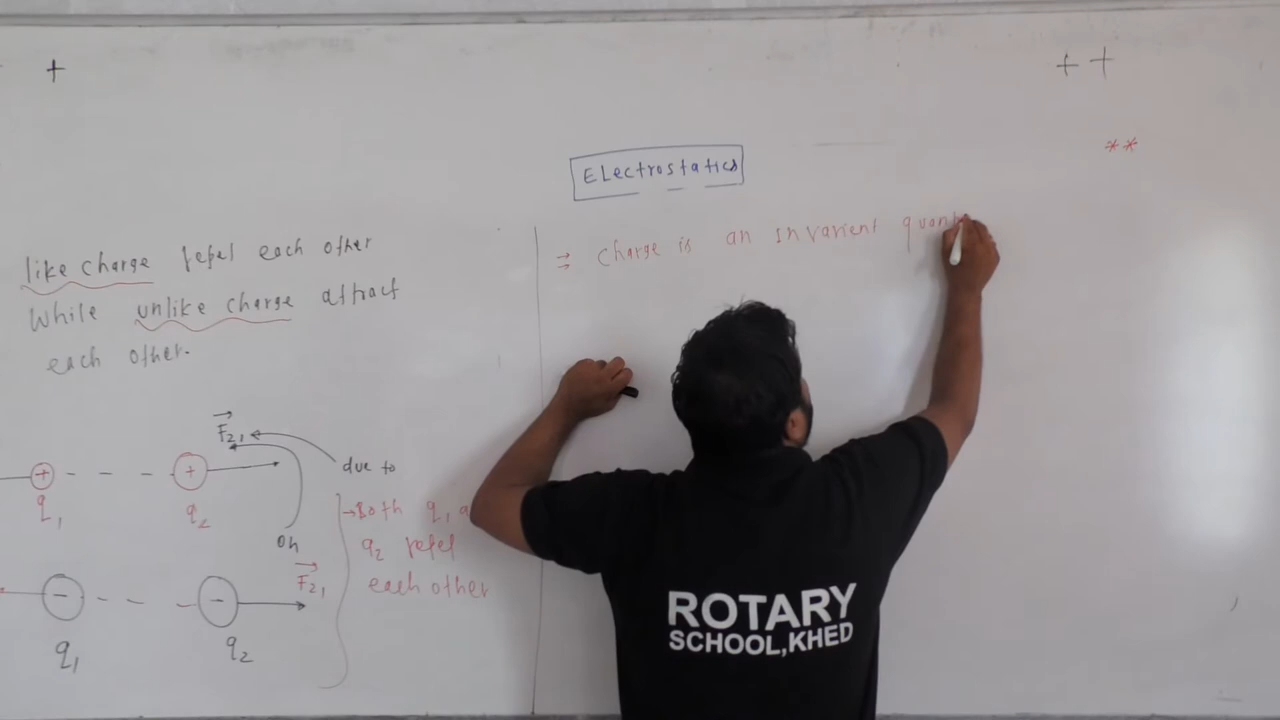 +
+ +
**
ELectrostatics
like charge repel each other
While unlike charge attract
each other.
⇒ charge is an invarient quant
F21
due to
+
+
q1
q2
on
→Both q1 a
q2 repel
each other
F21
−
−
q1
q2
ROTARY
SCHOOL,KHED